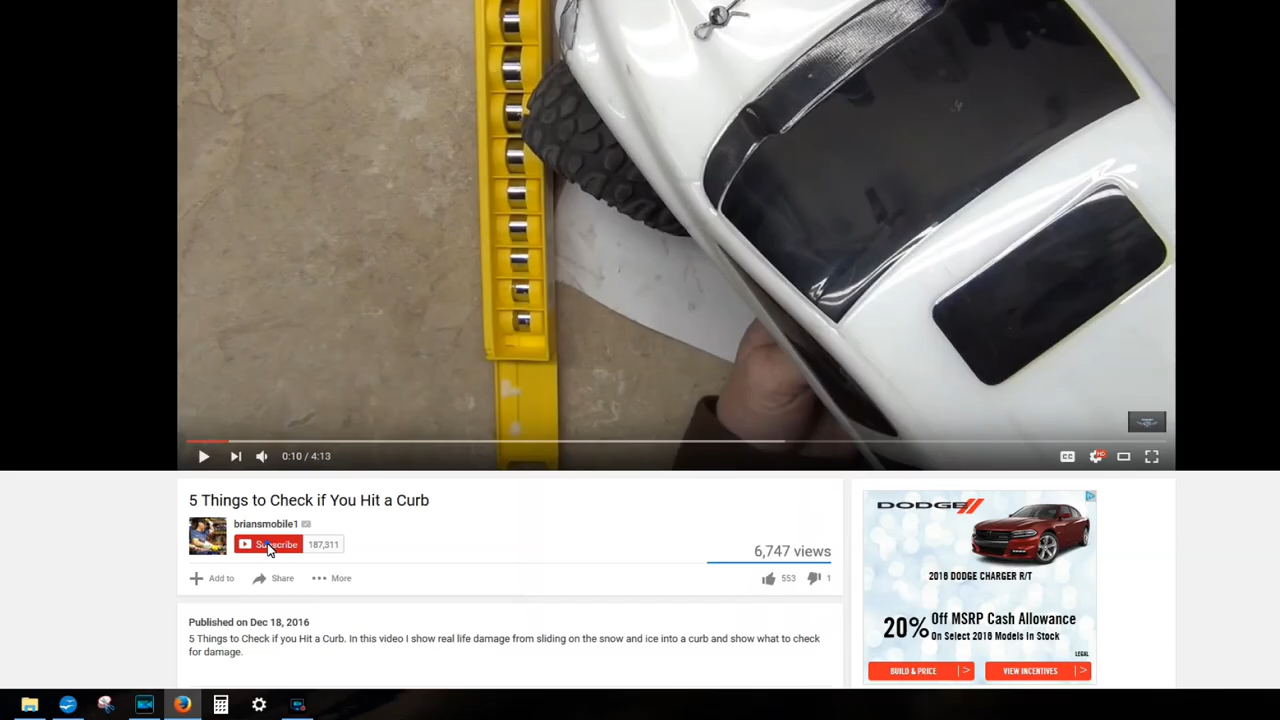 0:10 / 4:13
CC
HD
5 Things to Check if You Hit a Curb
briansmobile1
Subscribe 187,311
6,747 views
Add to Share More 553 1
Published on Dec 18, 2016
5 Things to Check if you Hit a Curb. In this video I show real life damage from sliding on the snow and ice into a curb and show what to check
for damage.
DODGE
2016 DODGE CHARGER R/T
20% Off MSRP Cash Allowance
On Select 2016 Models In Stock
LEGAL
BUILD & PRICE > VIEW INCENTIVES >